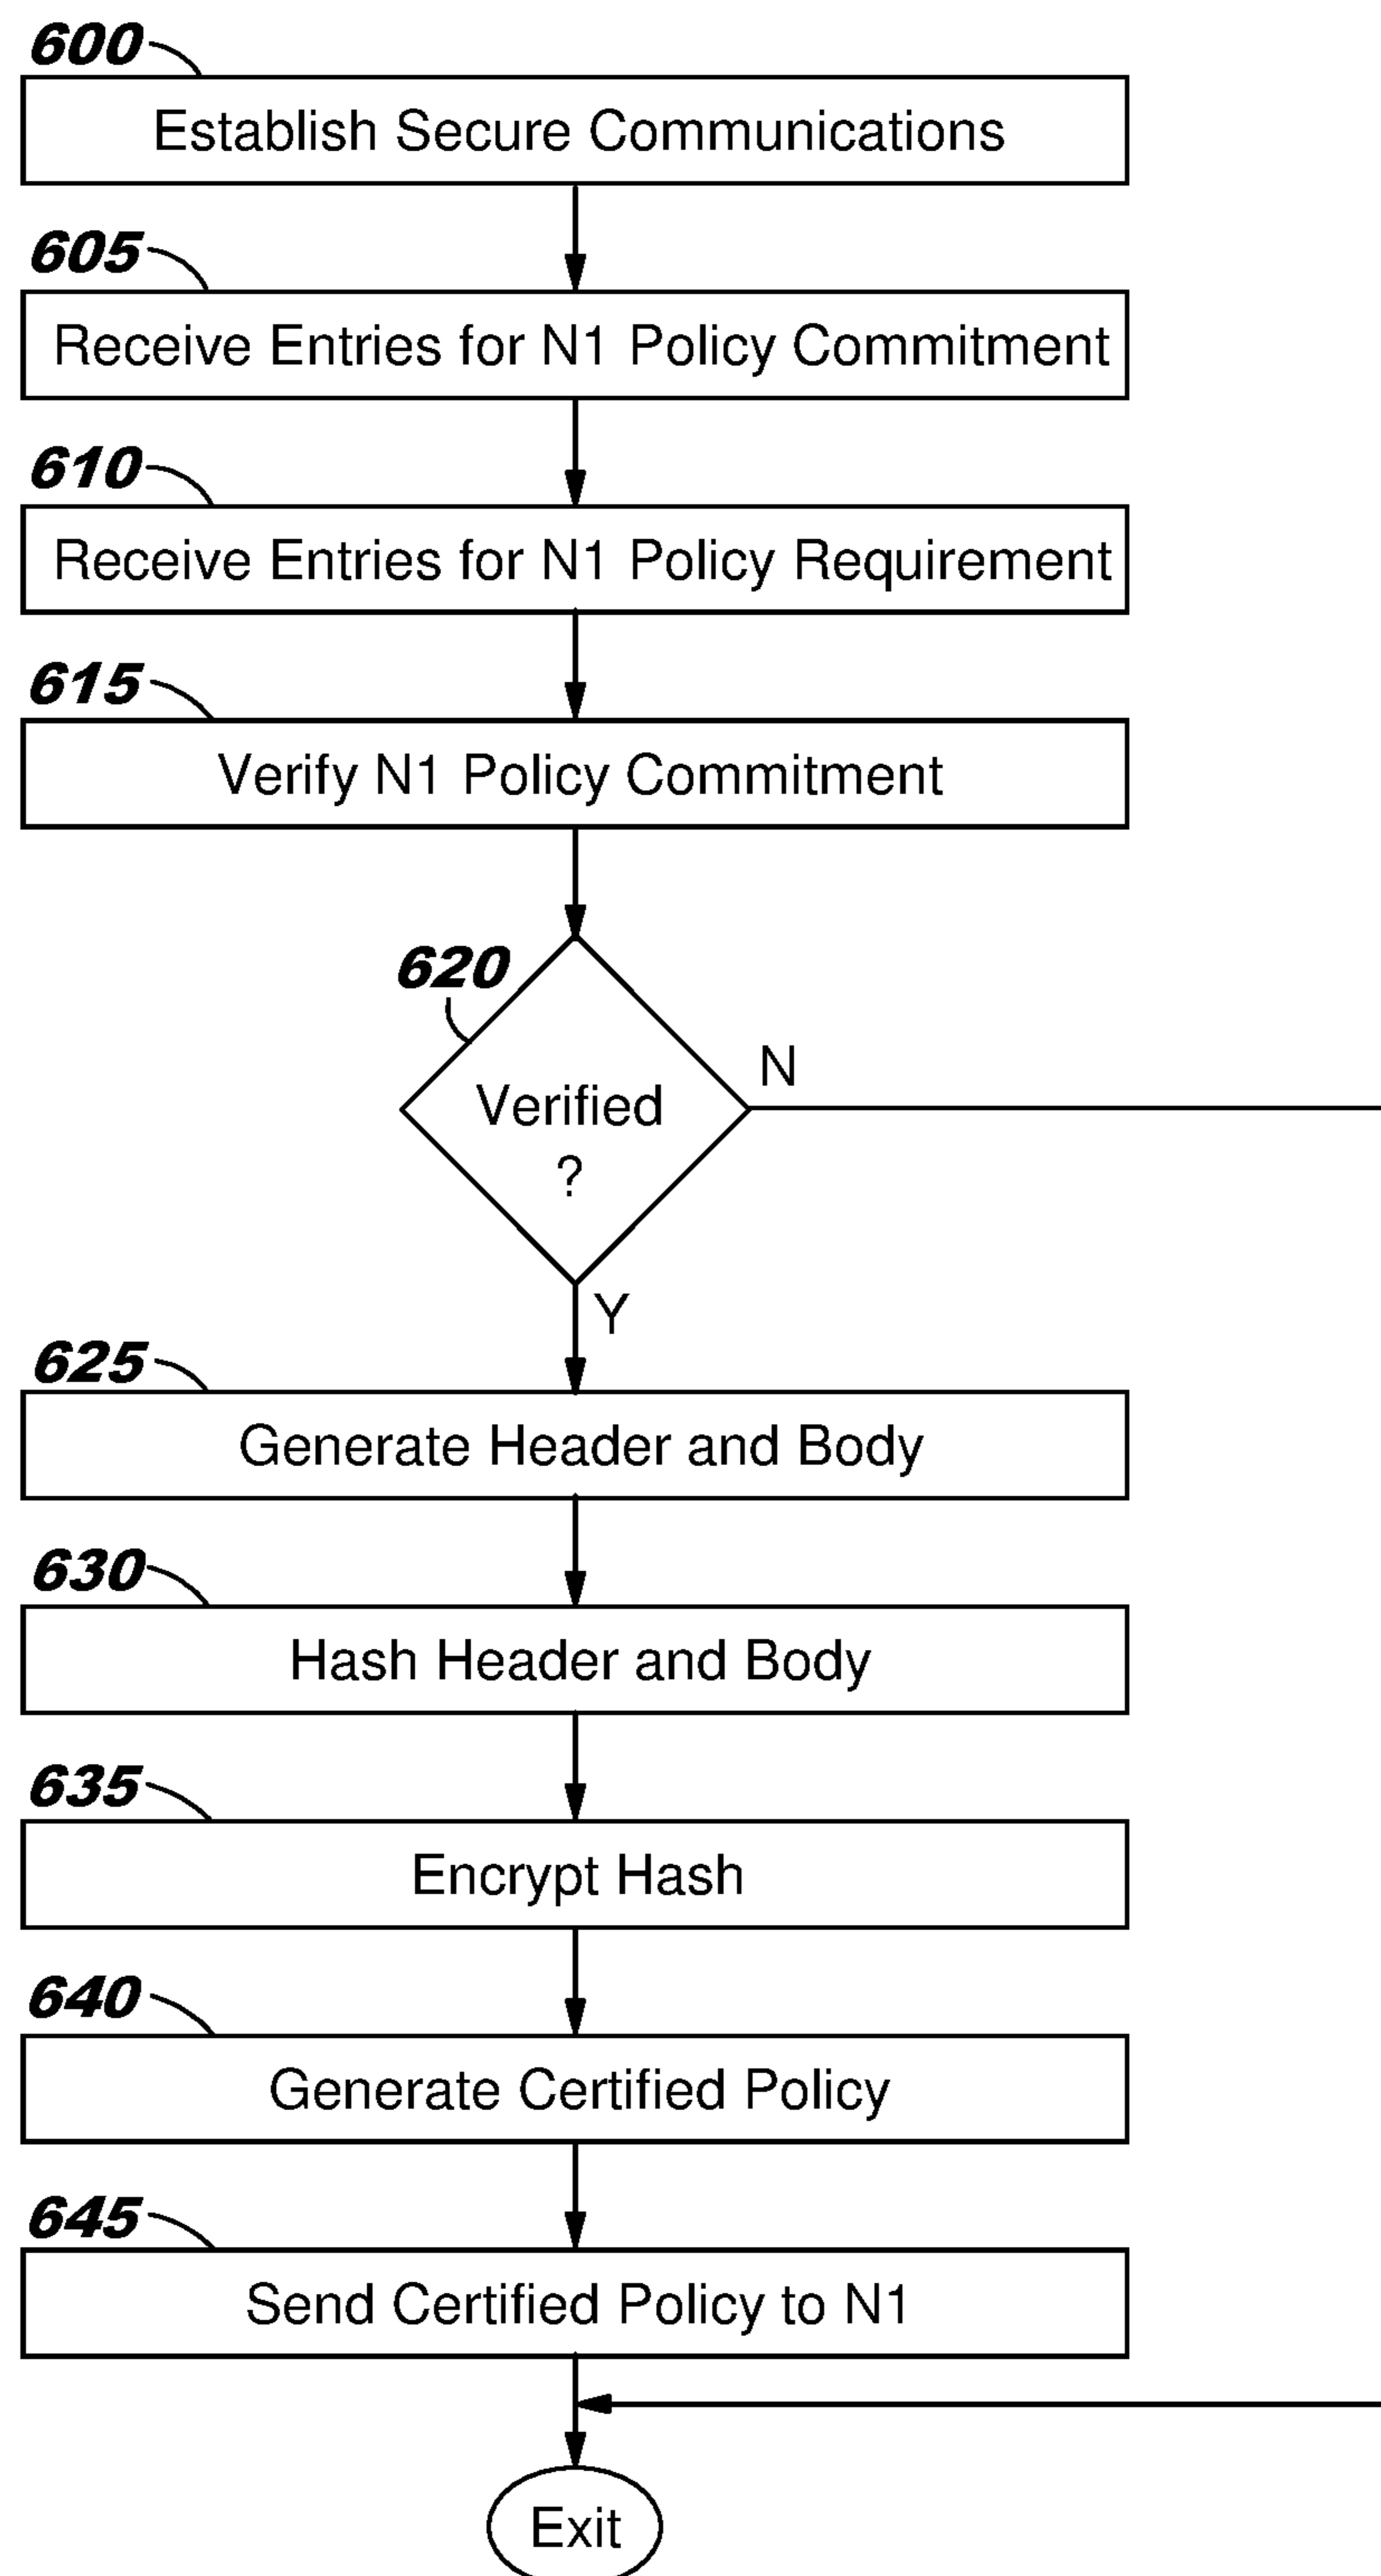 600
Establish Secure Communications
605
Receive Entries for N1 Policy Commitment
610
Receive Entries for N1 Policy Requirement
615
Verify N1 Policy Commitment
620
Verified
?
N
Y
625
Generate Header and Body
630
Hash Header and Body
635
Encrypt Hash
640
Generate Certified Policy
645
Send Certified Policy to N1
Exit